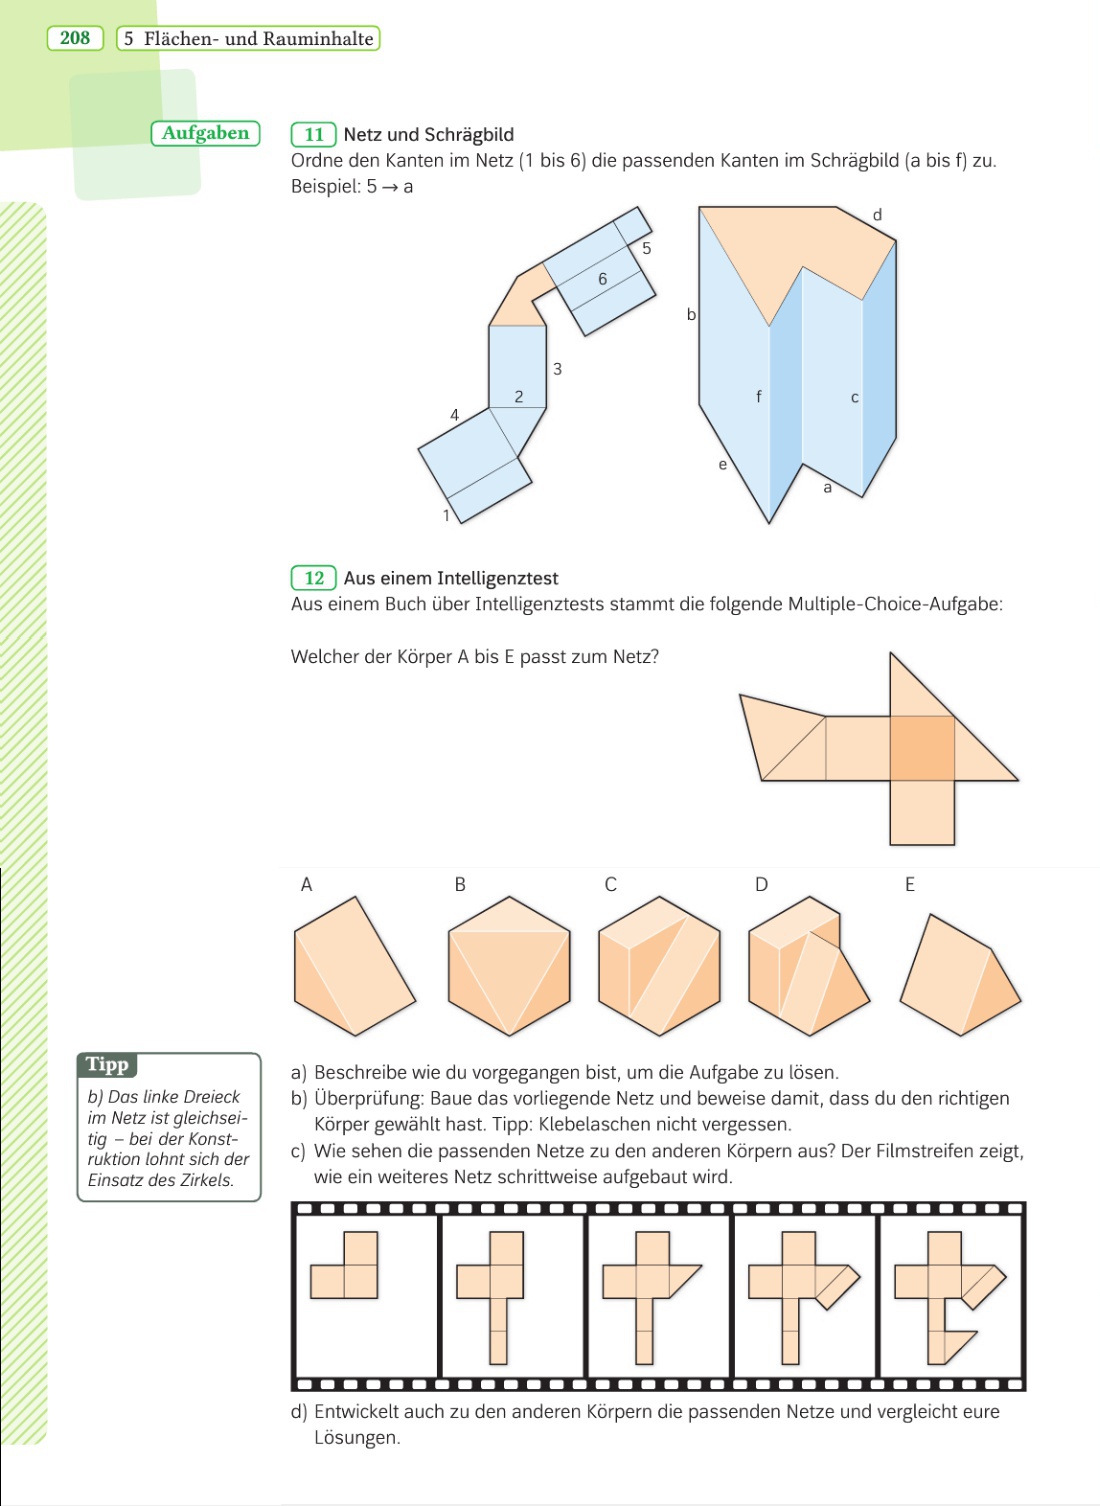 208
5 Flächen- und Rauminhalte
Aufgaben
11 Netz und Schrägbild
Ordne den Kanten im Netz (1 bis 6) die passenden Kanten im Schrägbild (a bis f) zu.
Beispiel: 5 → a
d
5
6
b
3
f
c
2
4
e
a
1
12 Aus einem Intelligenztest
Aus einem Buch über Intelligenztests stammt die folgende Multiple-Choice-Aufgabe:
Welcher der Körper A bis E passt zum Netz?
A B C D E
a) Beschreibe wie du vorgegangen bist, um die Aufgabe zu lösen.
b) Überprüfung: Baue das vorliegende Netz und beweise damit, dass du den richtigen
Körper gewählt hast. Tipp: Klebelaschen nicht vergessen.
c) Wie sehen die passenden Netze zu den anderen Körpern aus? Der Filmstreifen zeigt,
wie ein weiteres Netz schrittweise aufgebaut wird.
Tipp
b) Das linke Dreieck
im Netz ist gleichsei-
tig – bei der Konst-
ruktion lohnt sich der
Einsatz des Zirkels.
d) Entwickelt auch zu den anderen Körpern die passenden Netze und vergleicht eure
Lösungen.